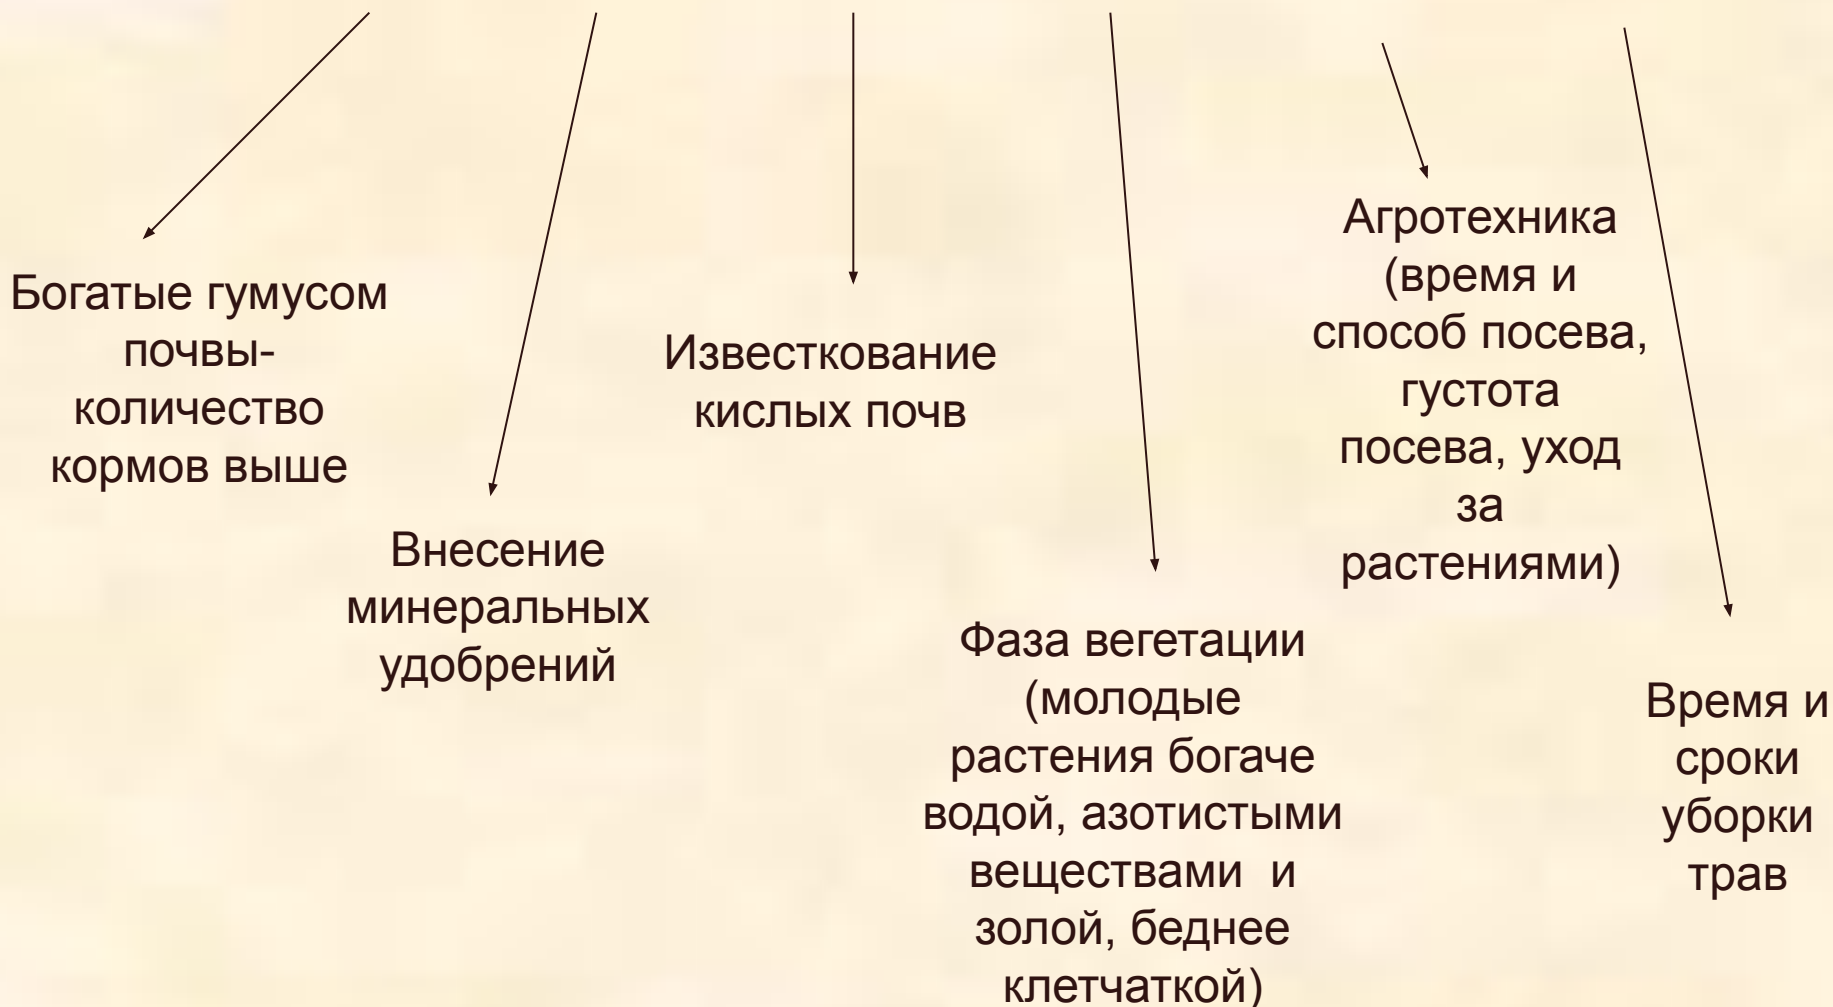 Богатые гумусом
почвы-
количество
кормов выше
Внесение
минеральных
удобрений
Известкование
кислых почв
Фаза вегетации
(молодые
растения богаче
водой, азотистыми
веществами  и
золой, беднее
клетчаткой)
Агротехника
(время и
способ посева,
густота
посева, уход
за
растениями)
Время и
сроки
уборки
трав